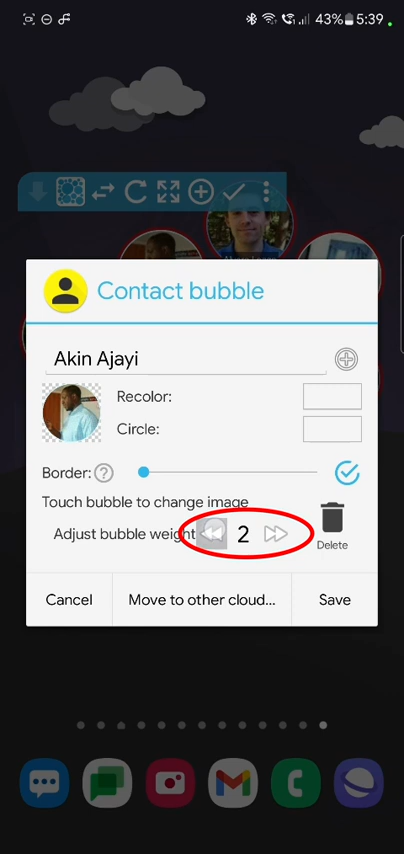 43% 5:39
Contact bubble
Akin Ajayi
Recolor:
Circle:
Border: ?
Touch bubble to change image
Adjust bubble weight 2
Delete
Cancel Move to other cloud... Save